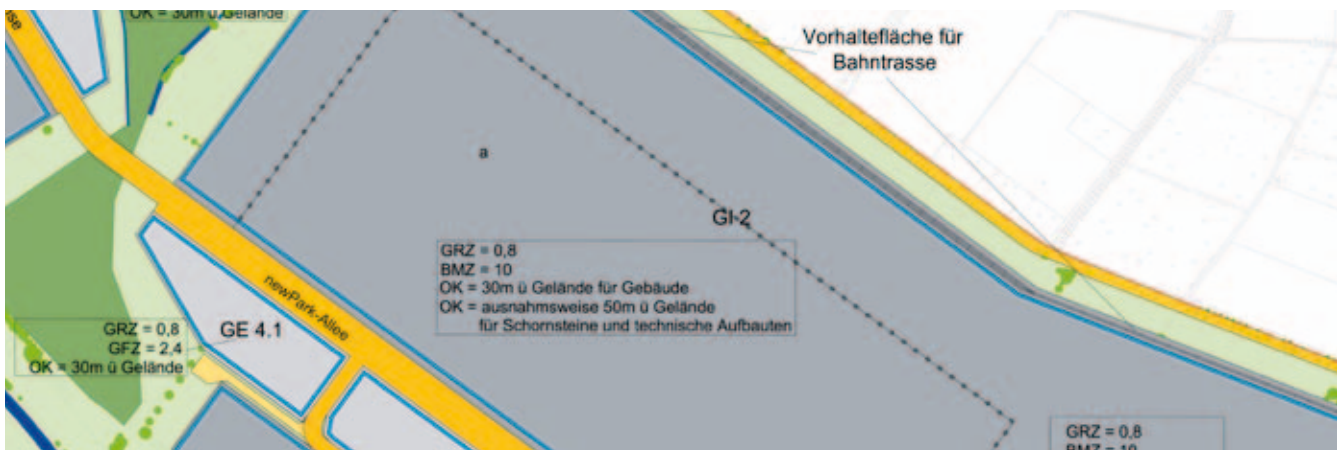 OK = 30m ü Gelände
Vorhaltefläche für
Bahntrasse
a
GI-2
GRZ = 0,8
BMZ = 10
OK = 30m ü Gelände für Gebäude
OK = ausnahmsweise 50m ü Gelände
für Schornsteine und technische Aufbauten
newPark-Allee
GE 4.1
GRZ = 0,8
GFZ = 2,4
OK = 30m ü Gelände
GRZ = 0,8
BMZ = 10